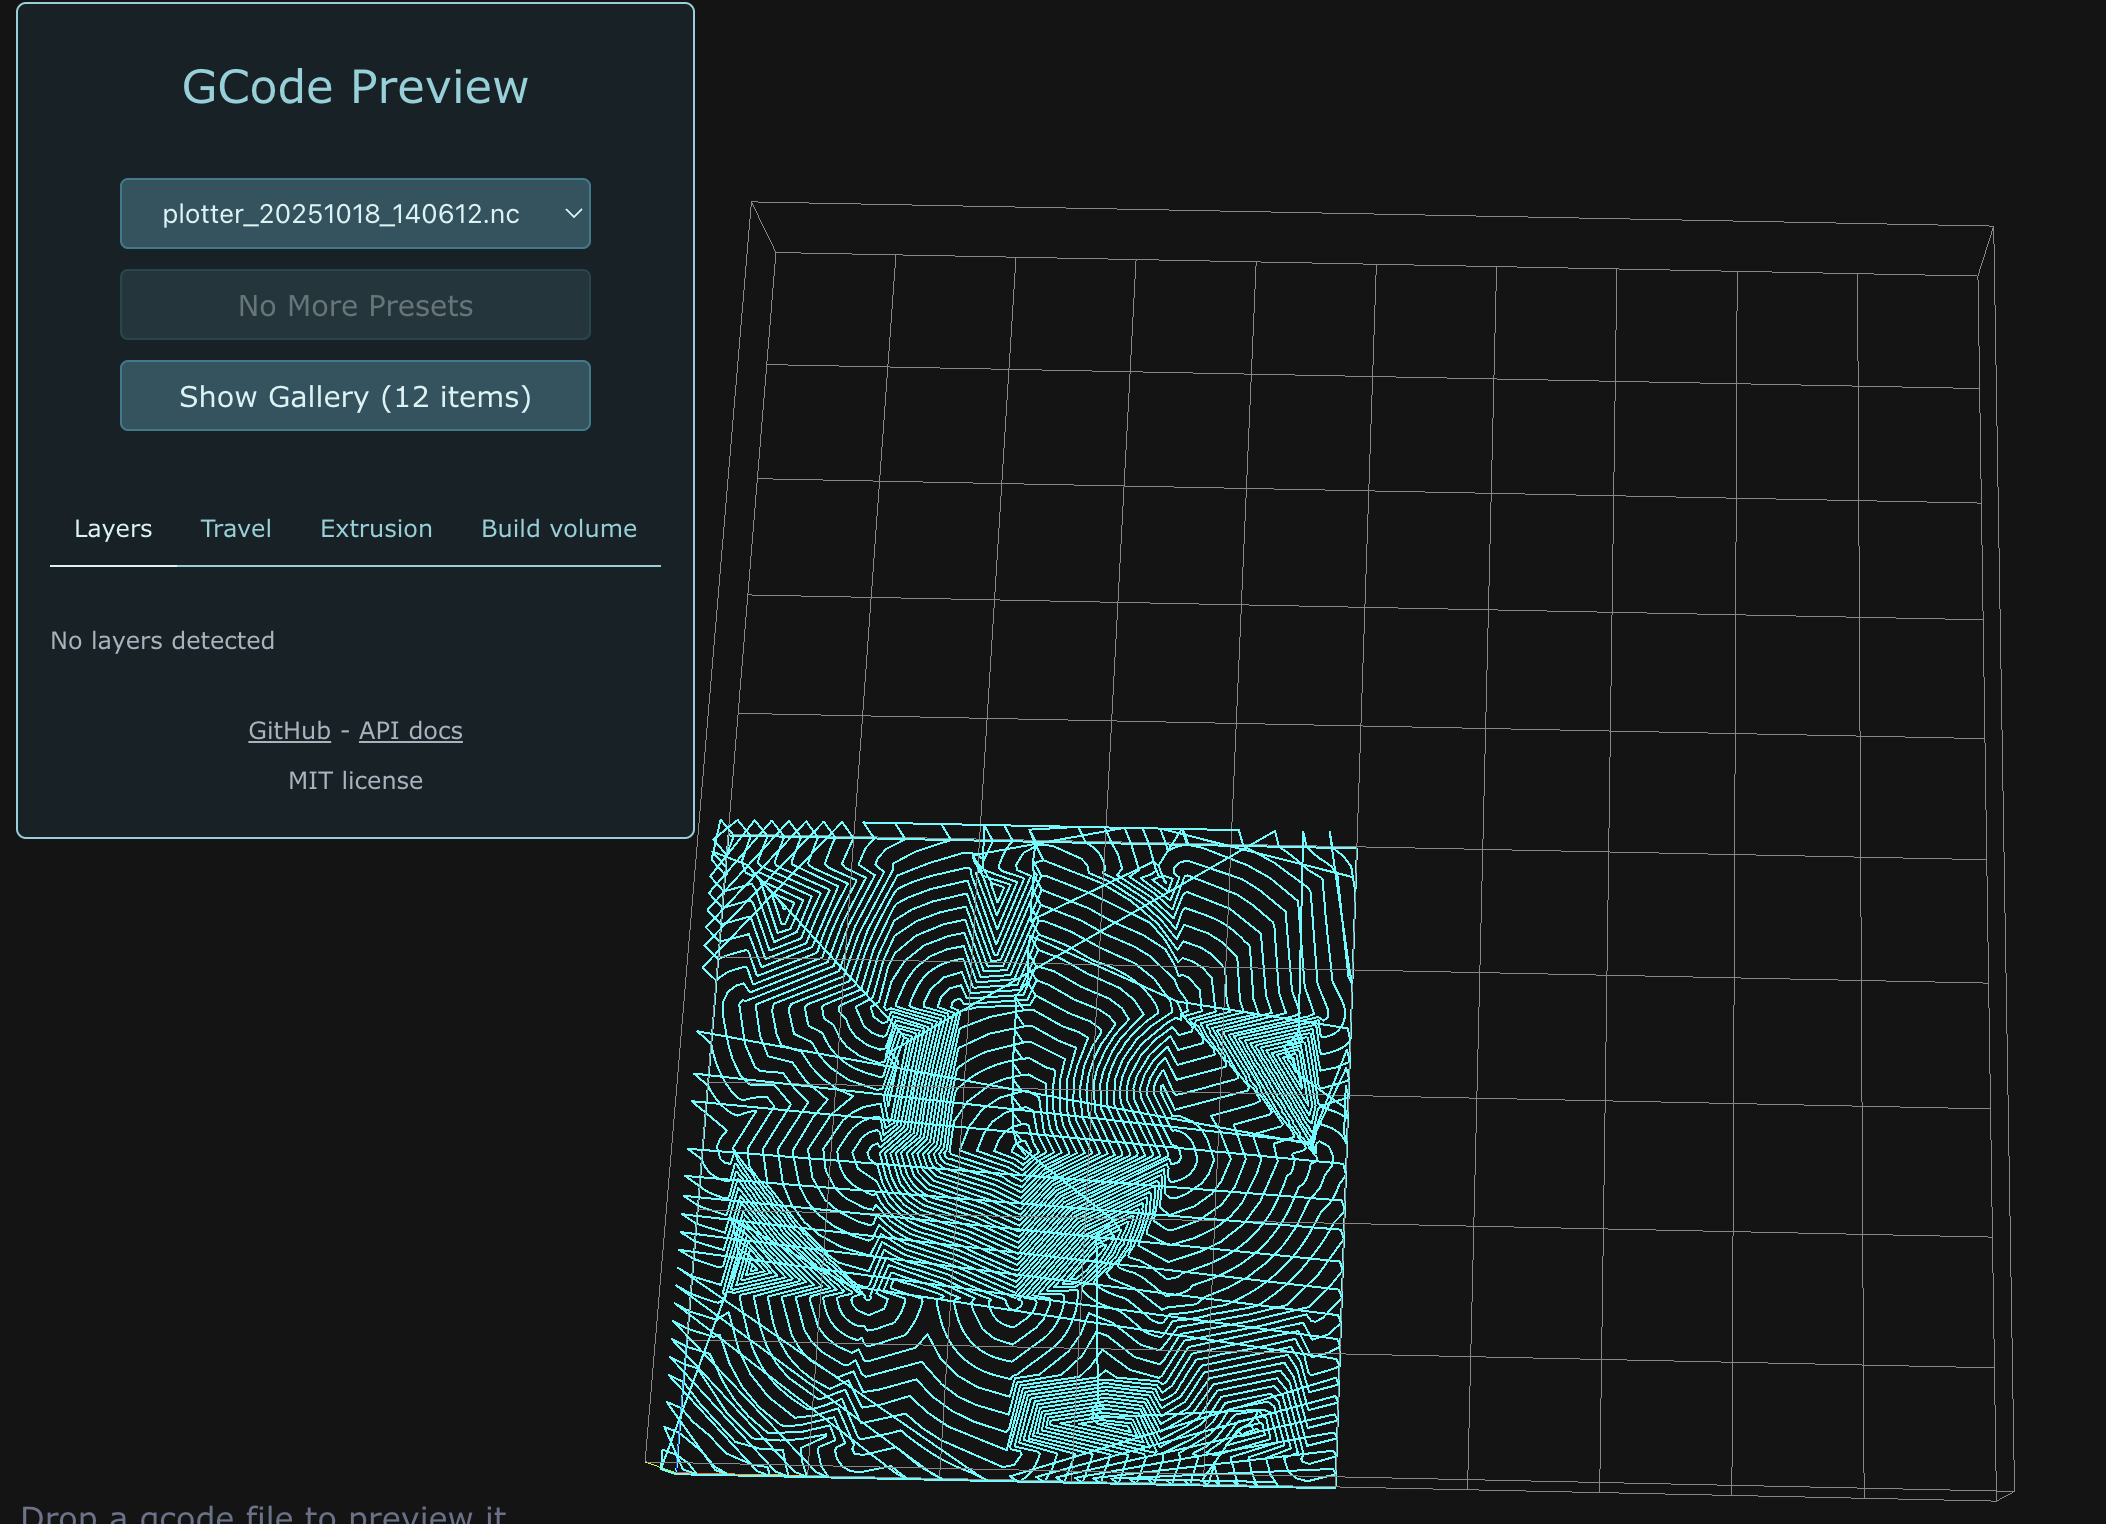 GCode Preview
plotter_20251018_140612.nc
No More Presets
Show Gallery (12 items)
Layers Travel Extrusion Build volume
No layers detected
GitHub - API docs
MIT license
Drop a gcode file to preview it